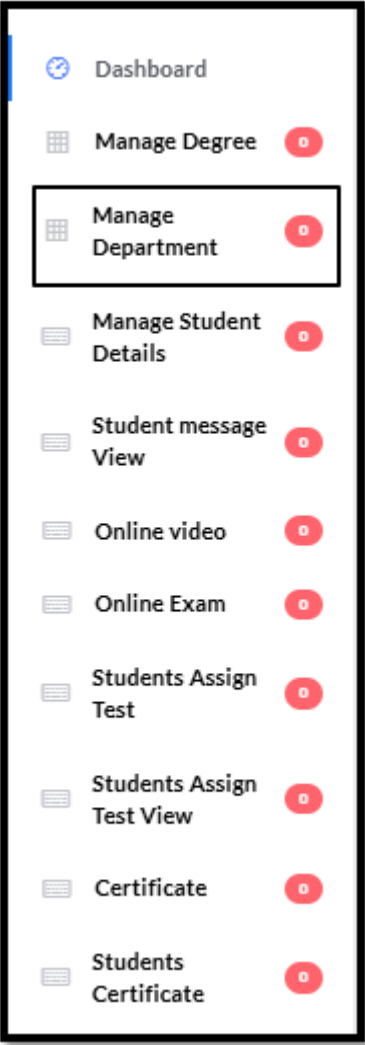 Dashboard
Manage Degree 0
Manage 0
Department
Manage Student 0
Details
Student message 0
View
Online video 0
Online Exam 0
Students Assign 0
Test
Students Assign 0
Test View
Certificate 0
Students 0
Certificate